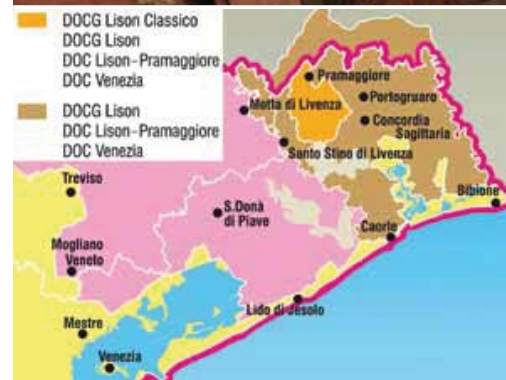 DOCG Lison Classico
DOCG Lison
DOC Lison-Pramaggiore
DOC Venezia
DOCG Lison
DOC Lison-Pramaggiore
DOC Venezia
Pramaggiore
Motta di Livenza
Portogruaro
Concordia
Sagittaria
Santo Stino di Livenza
Treviso
Bibione
S.Donà
di Piave
Caorle
Mogliano
Veneto
Lido di Jesolo
Mestre
Venezia